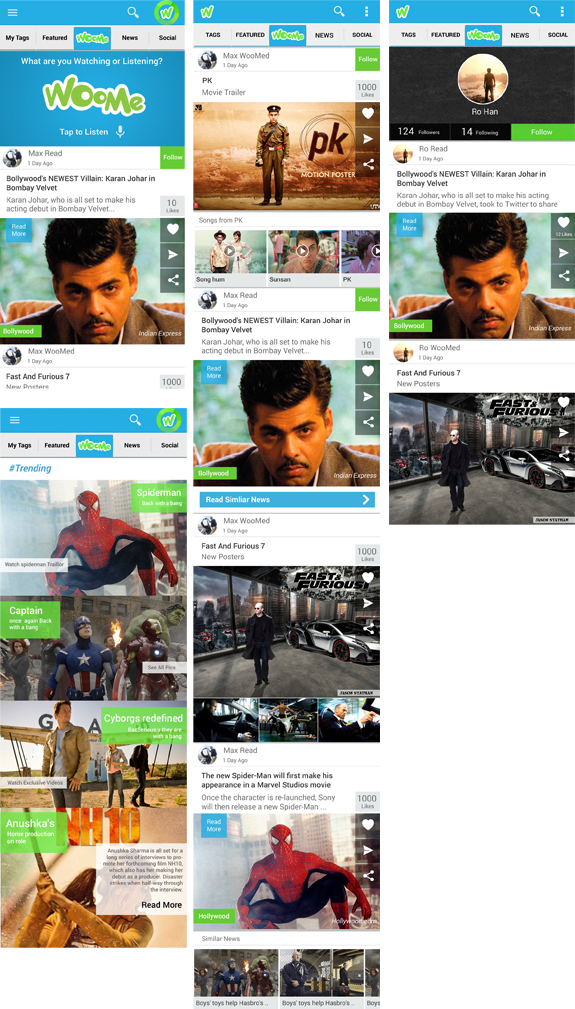 My Tags
Featured
WooMe
News
Social
What are you Watching or Listening?
WooMe
Tap to Listen
Max Read
1 Day Ago
Follow
Bollywood's NEWEST Villain: Karan Johar in
Bombay Velvet
Karan Johar, who is all set to make his
acting debut in Bombay Velvet...
10
Likes
Read
More
Bollywood
Indian Express
Max WooMed
1 Day Ago
Fast And Furious 7
New Posters
1000
My Tags
Featured
WooMe
News
Social
#Trending
Spiderman
Back with a bang
Watch spiderman Traillor
Captain
once again Back
with a bang
See All Pics
Cyborgs redefined
with a bang
Watch Exclusive Videos
Anushka's
Home production
on role
NH10
Anushka Sharma is all set for a
long series of interviews to pro-
mote her forthcoming film NH10,
which also has her making her
debut as a producer. Disaster
strikes when half-way through
the interview.
Read More
W
TAGS
FEATURED
WooMe
NEWS
SOCIAL
Max WooMed
1 Day Ago
Follow
PK
Movie Trailer
1000
Likes
pk
MOTION POSTER
UTV
Songs from PK
Song hum
Sunsan
PK
Max Read
1 Day Ago
Follow
Bollywood's NEWEST Villain: Karan Johar in
Bombay Velvet
Karan Johar, who is all set to make his
acting debut in Bombay Velvet...
10
Likes
Read
More
Bollywood
Indian Express
Read Simliar News
Max WooMed
1 Day Ago
Fast And Furious 7
New Posters
1000
Likes
FAST &
FURIOUS
JASON STATHAM
Max Read
1 Day Ago
The new Spider-Man will first make his
appearance in a Marvel Studios movie
Once the character is re-launched, Sony
will then release a new Spider-Man ...
1000
Likes
Read
More
Hollywood
Similar News
Boys' toys help Hasbro's ..
Boys' toys help Hasbro's ...
Boys
W
TAGS
FEATURED
WooMe
NEWS
SOCIAL
Ro Han
124 Followers
14 Following
Follow
Ro Read
1 Day Ago
Bollywood's NEWEST Villain: Karan Johar in
Bombay Velvet
Karan Johar, who is all set to make his acting
debut in Bombay Velvet, took to Twitter to share
Read
More
12 Likes
Bollywood
Indian Express
Ro WooMed
1 Day Ago
Fast And Furious 7
New Posters
FAST &
FURIOUS
JASON STATHAM